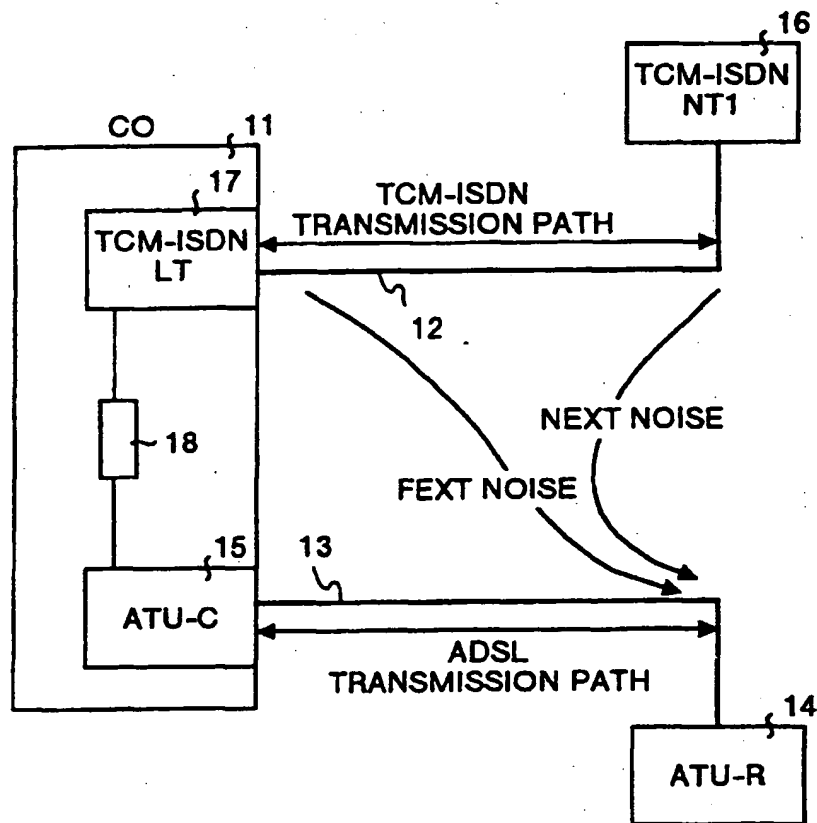 16
TCM-ISDN
NT1
CO
11
17
TCM-ISDN
LT
TCM-ISDN
TRANSMISSION PATH
12
NEXT NOISE
18
FEXT NOISE
15
13
ATU-C
ADSL
TRANSMISSION PATH
14
ATU-R